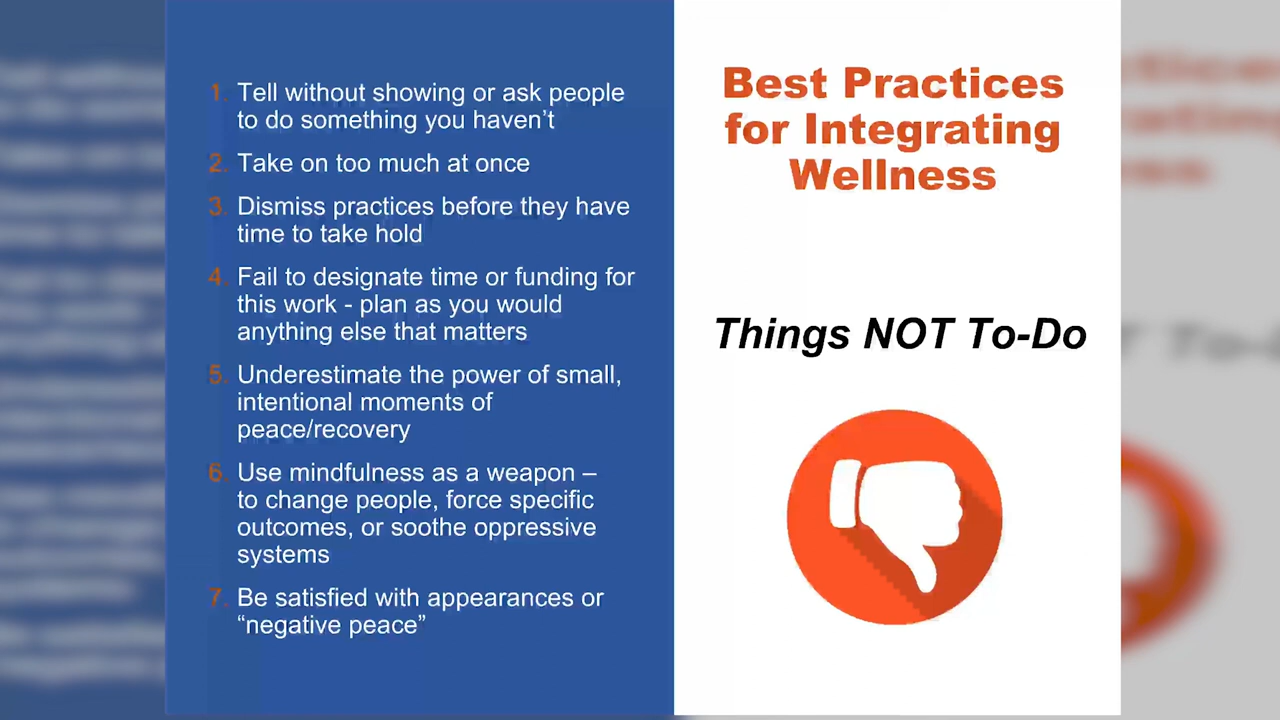 1. Tell without showing or ask people
to do something you haven’t
2. Take on too much at once
3. Dismiss practices before they have
time to take hold
4. Fail to designate time or funding for
this work - plan as you would
anything else that matters
5. Underestimate the power of small,
intentional moments of
peace/recovery
6. Use mindfulness as a weapon –
to change people, force specific
outcomes, or soothe oppressive
systems
7. Be satisfied with appearances or
“negative peace”
Best Practices
for Integrating
Wellness
Things NOT To-Do